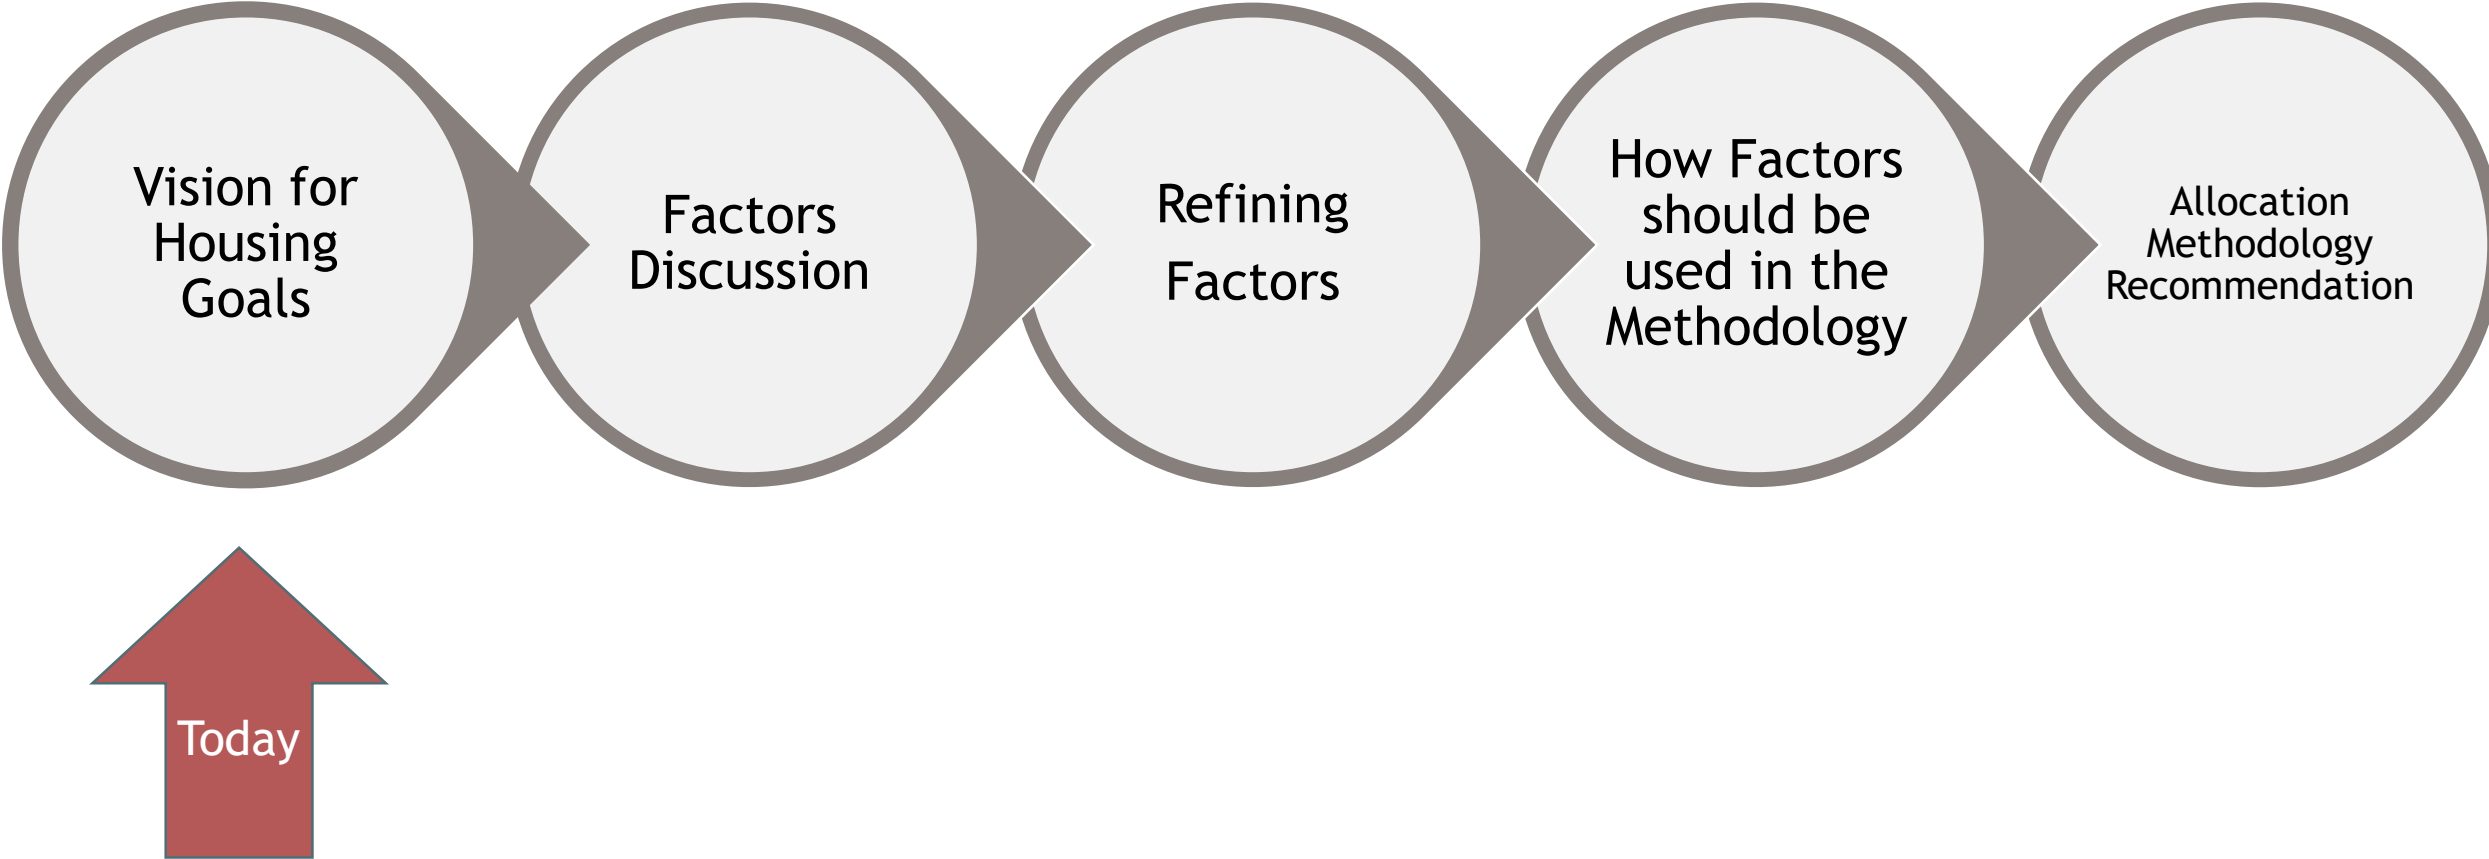 Vision for
Housing
Goals
Factors
Discussion
Refining
Factors
How Factors
should be
used in the
Methodology
Allocation
Methodology
Recommendation
Today